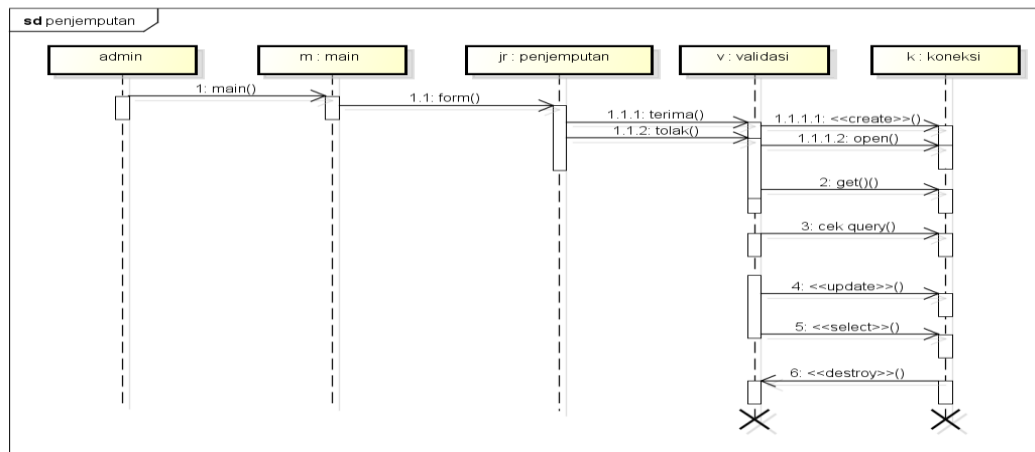 sd penjemputan
admin
m : main
jr : penjemputan
v : validasi
k : koneksi
1: main()
1.1: form()
1.1.1: terima()
1.1.1.1: <<create>>()
1.1.2: tolak()
1.1.1.2: open()
2: get()()
3: cek query()
4: <<update>>()
5: <<select>>()
6: <<destroy>>()